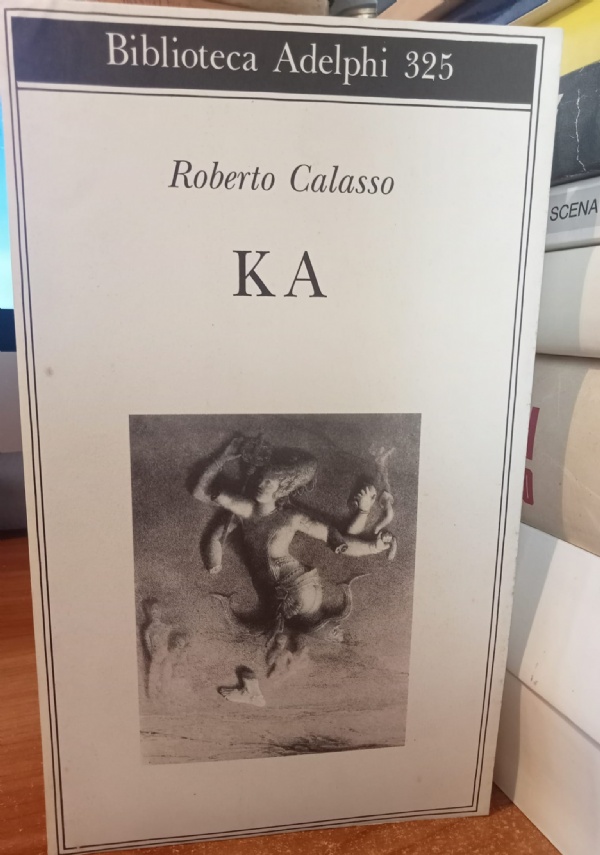 Biblioteca Adelphi 325
Roberto Calasso
KA
SCENA